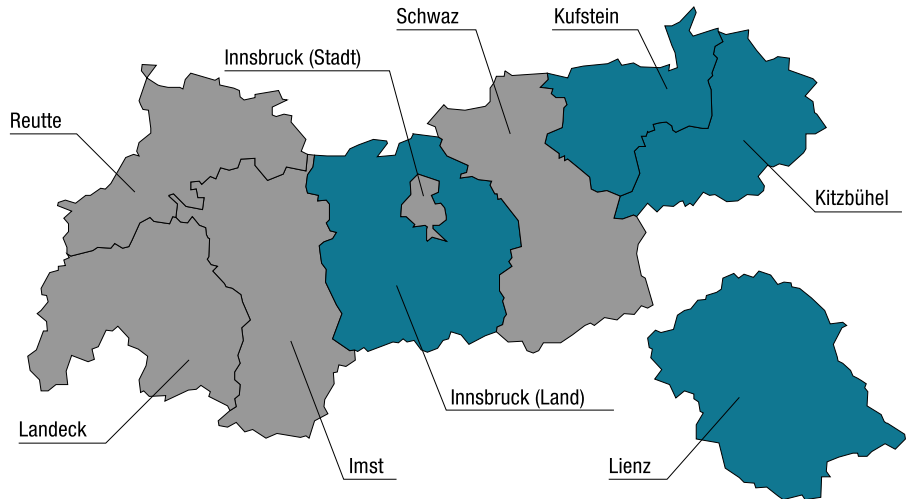 Schwaz
Kufstein
Innsbruck (Stadt)
Reutte
Kitzbühel
Innsbruck (Land)
Landeck
Imst
Lienz